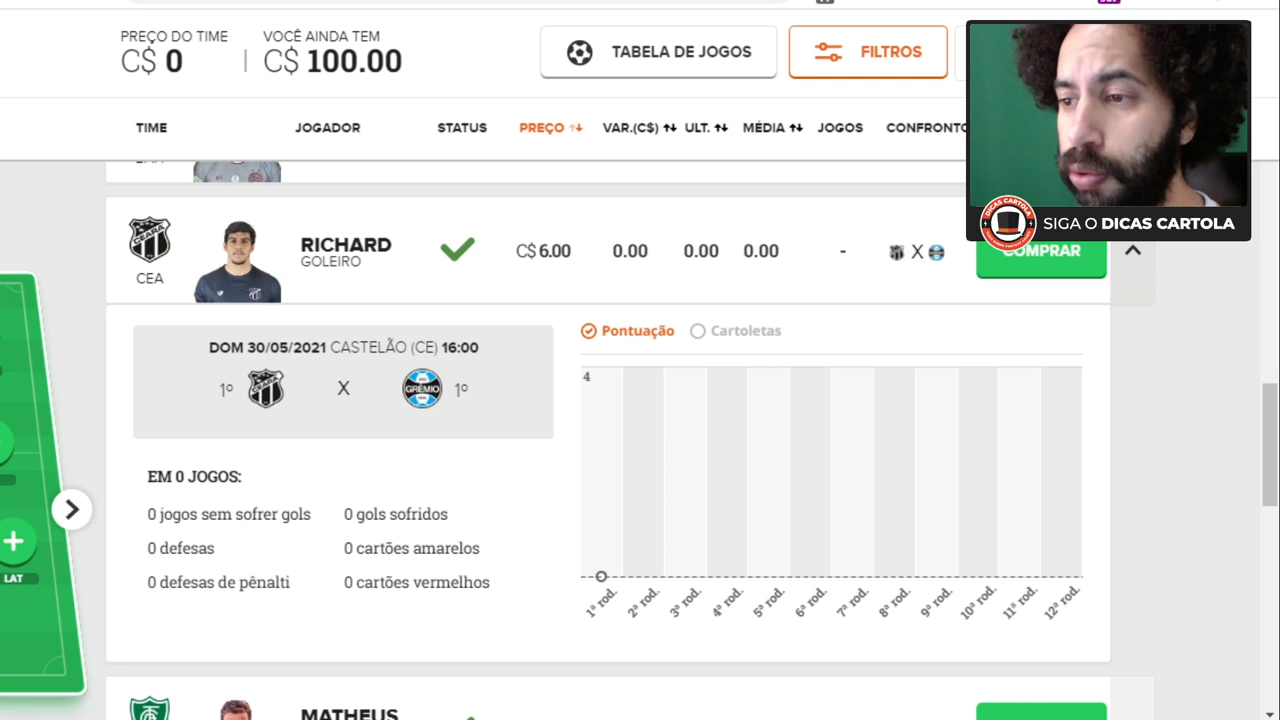 PREÇO DO TIME
C$ 0
VOCÊ AINDA TEM
C$ 100.00
TABELA DE JOGOS
FILTROS
TIME
JOGADOR
STATUS
PREÇO
VAR.(C$)
ULT.
MÉDIA
JOGOS
CONFRONTO
DICAS CARTOLA
SIGA O DICAS CARTOLA
CEARÁ
CEA
RICHARD
GOLEIRO
C$ 6.00
0.00
0.00
0.00
-
X
COMPRAR
DOM 30/05/2021 CASTELÃO (CE) 16:00
1º
CEARÁ
X
GRÊMIO
1º
Pontuação
Cartoletas
4
EM 0 JOGOS:
0 jogos sem sofrer gols
0 gols sofridos
0 defesas
0 cartões amarelos
0 defesas de pênalti
0 cartões vermelhos
1ª rod.
2ª rod.
3ª rod.
4ª rod.
5ª rod.
6ª rod.
7ª rod.
8ª rod.
9ª rod.
10ª rod.
11ª rod.
12ª rod.
LAT
MATHEUS